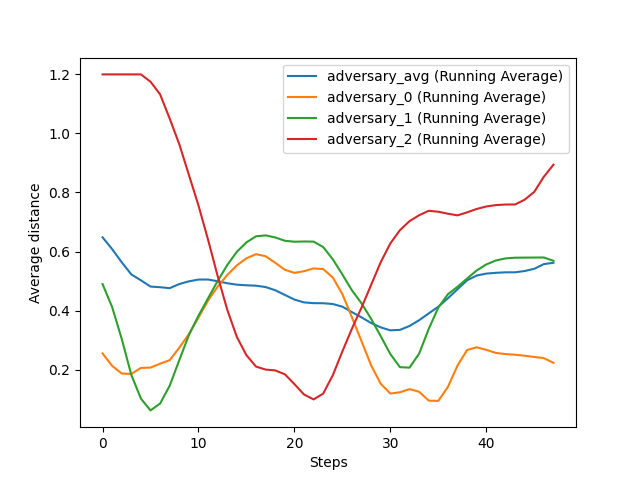 adversary_avg (Running Average)
adversary_0 (Running Average)
adversary_1 (Running Average)
adversary_2 (Running Average)
Average distance
1.2
1.0
0.8
0.6
0.4
0.2
0 10 20 30 40
Steps